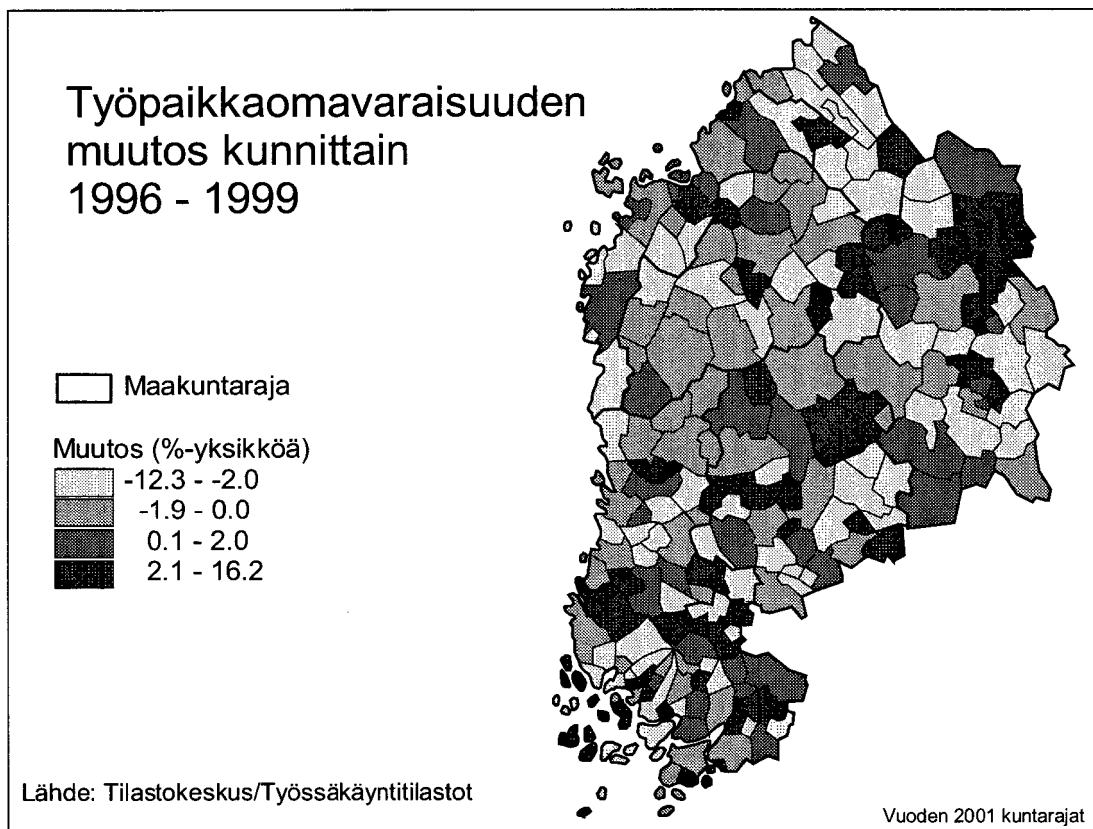 Työpaikkaomavaraisuuden
muutos kunnittain
1996 - 1999
Maakuntaraja
Muutos (%-yksikköä)
-12.3 - -2.0
-1.9 - 0.0
0.1 - 2.0
2.1 - 16.2
Lähde: Tilastokeskus/Työssäkäyntitilastot
Vuoden 2001 kuntarajat